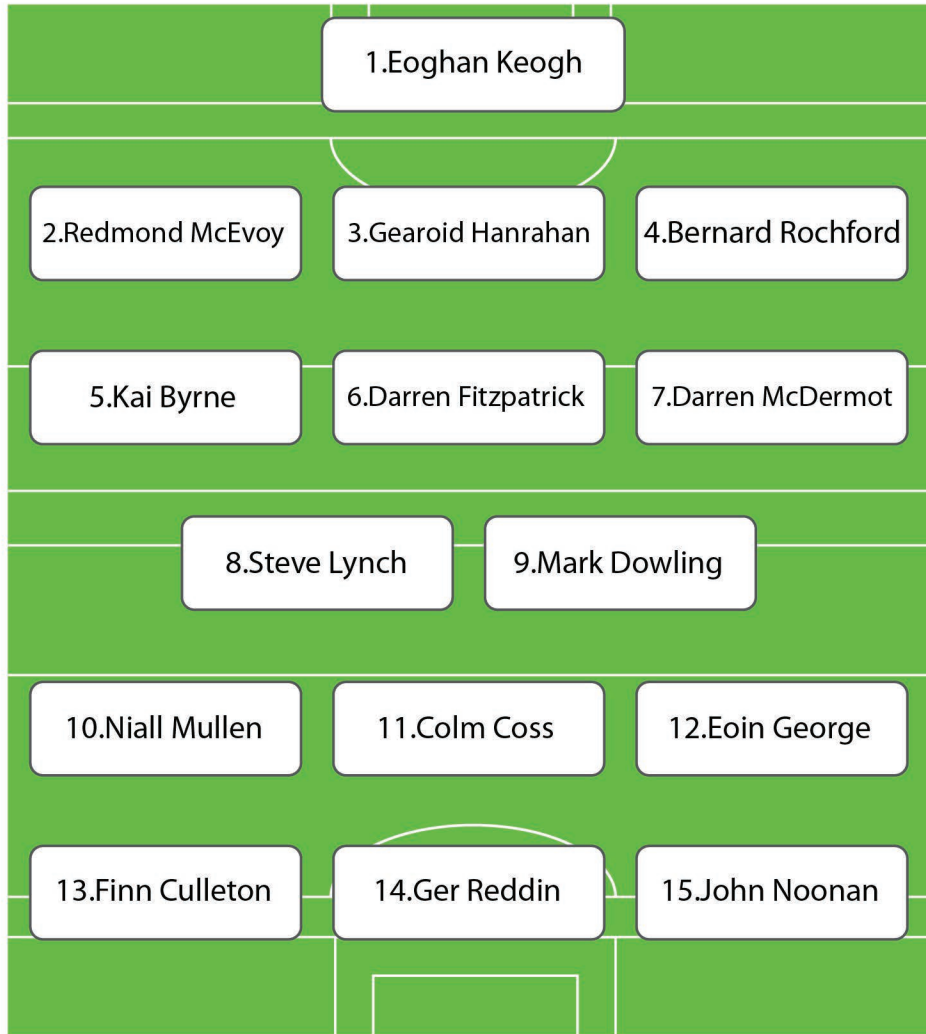 1.Eoghan Keogh
2.Redmond McEvoy
3.Gearoid Hanrahan
4.Bernard Rochford
5.Kai Byrne
6.Darren Fitzpatrick
7.Darren McDermot
8.Steve Lynch
9.Mark Dowling
10.Niall Mullen
11.Colm Coss
12.Eoin George
13.Finn Culleton
14.Ger Reddin
15.John Noonan